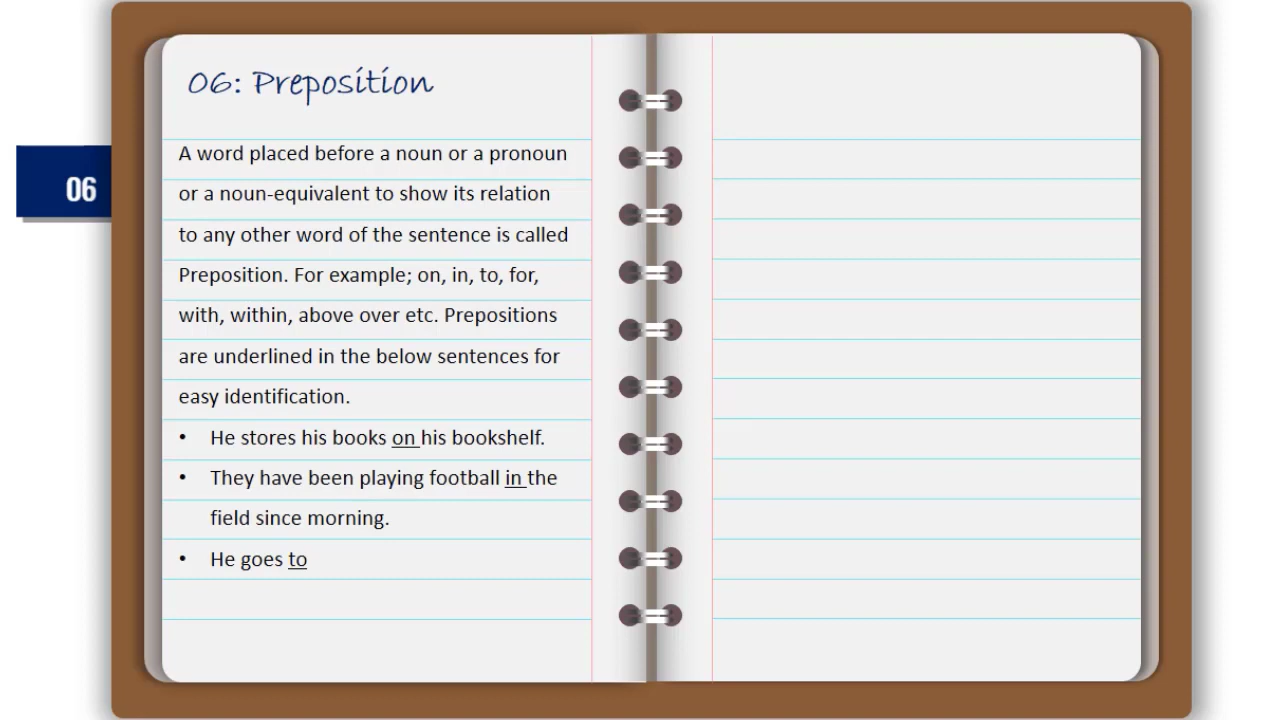 06: Preposition
06
A word placed before a noun or a pronoun
or a noun-equivalent to show its relation
to any other word of the sentence is called
Preposition. For example; on, in, to, for,
with, within, above over etc. Prepositions
are underlined in the below sentences for
easy identification.
• He stores his books on his bookshelf.
• They have been playing football in the
field since morning.
• He goes to